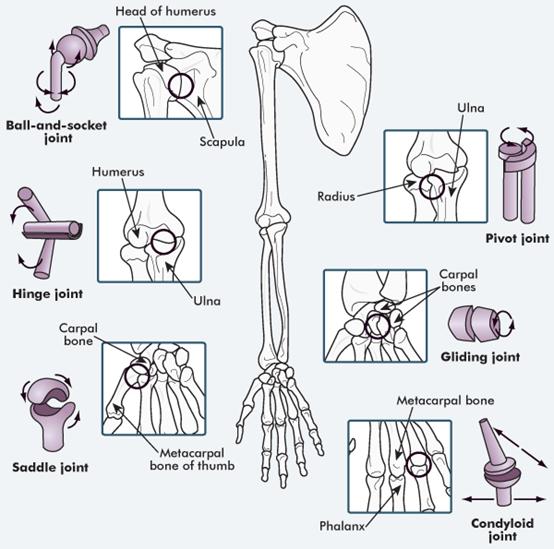 Head of humerus
Scapula
Ball-and-socket
joint
Humerus
Ulna
Hinge joint
Carpal
bone
Metacarpal
bone of thumb
Saddle joint
Ulna
Radius
Pivot joint
Carpal
bones
Gliding joint
Metacarpal bone
Phalanx
Condyloid
joint